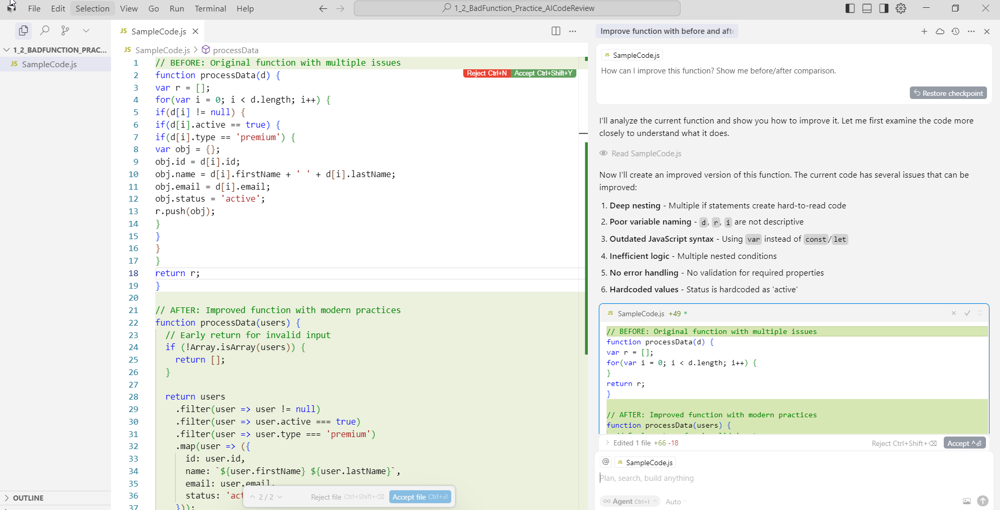 File Edit Selection View Go Run Terminal Help
1_2_BadFunction_Practice_AICodeReview
1_2_BADFUNCTION_PRAC...
JS SampleCode.js
OUTLINE
JS SampleCode.js
JS SampleCode.js > processData
Reject Ctrl+N Accept Ctrl+Shift+Y
1 // BEFORE: Original function with multiple issues
2 function processData(d) {
3 var r = [];
4 for(var i = 0; i < d.length; i++) {
5 if(d[i] != null) {
6 if(d[i].active == true) {
7 if(d[i].type == 'premium') {
8 var obj = {};
9 obj.id = d[i].id;
10 obj.name = d[i].firstName + ' ' + d[i].lastName;
11 obj.email = d[i].email;
12 obj.status = 'active';
13 r.push(obj);
14 }
15 }
16 }
17 }
18 return r;
19 }
20
21 // AFTER: Improved function with modern practices
22 function processData(users) {
23 // Early return for invalid input
24 if (!Array.isArray(users)) {
25 return [];
26 }
27
28 return users
29 .filter(user => user != null)
30 .filter(user => user.active === true)
31 .filter(user => user.type === 'premium')
32 .map(user => ({
33 id: user.id,
34 name: `${user.firstName} ${user.lastName}`,
35 email: user.email,
36 status: 'act
37 }));
2 / 2 Reject file Ctrl+Shift+⌫ Accept file Ctrl+⏎
Improve function with before and afte
JS SampleCode.js
How can I improve this function? Show me before/after comparison.
Restore checkpoint
I'll analyze the current function and show you how to improve it. Let me first examine the code more
closely to understand what it does.
Read SampleCode.js
Now I'll create an improved version of this function. The current code has several issues that can be
improved:
1. Deep nesting - Multiple if statements create hard-to-read code
2. Poor variable naming - d, r, i are not descriptive
3. Outdated JavaScript syntax - Using var instead of const/let
4. Inefficient logic - Multiple nested conditions
5. No error handling - No validation for required properties
6. Hardcoded values - Status is hardcoded as 'active'
JS SampleCode.js +49
// BEFORE: Original function with multiple issues
function processData(d) {
var r = [];
for(var i = 0; i < d.length; i++) {
}
return r;
}
// AFTER: Improved function with modern practices
function processData(users) {
Edited 1 file +66 -18 Reject Ctrl+Shift+⌫ Accept ^⏎
@ JS SampleCode.js
Plan, search, build anything
∞ Agent Ctrl+I Auto